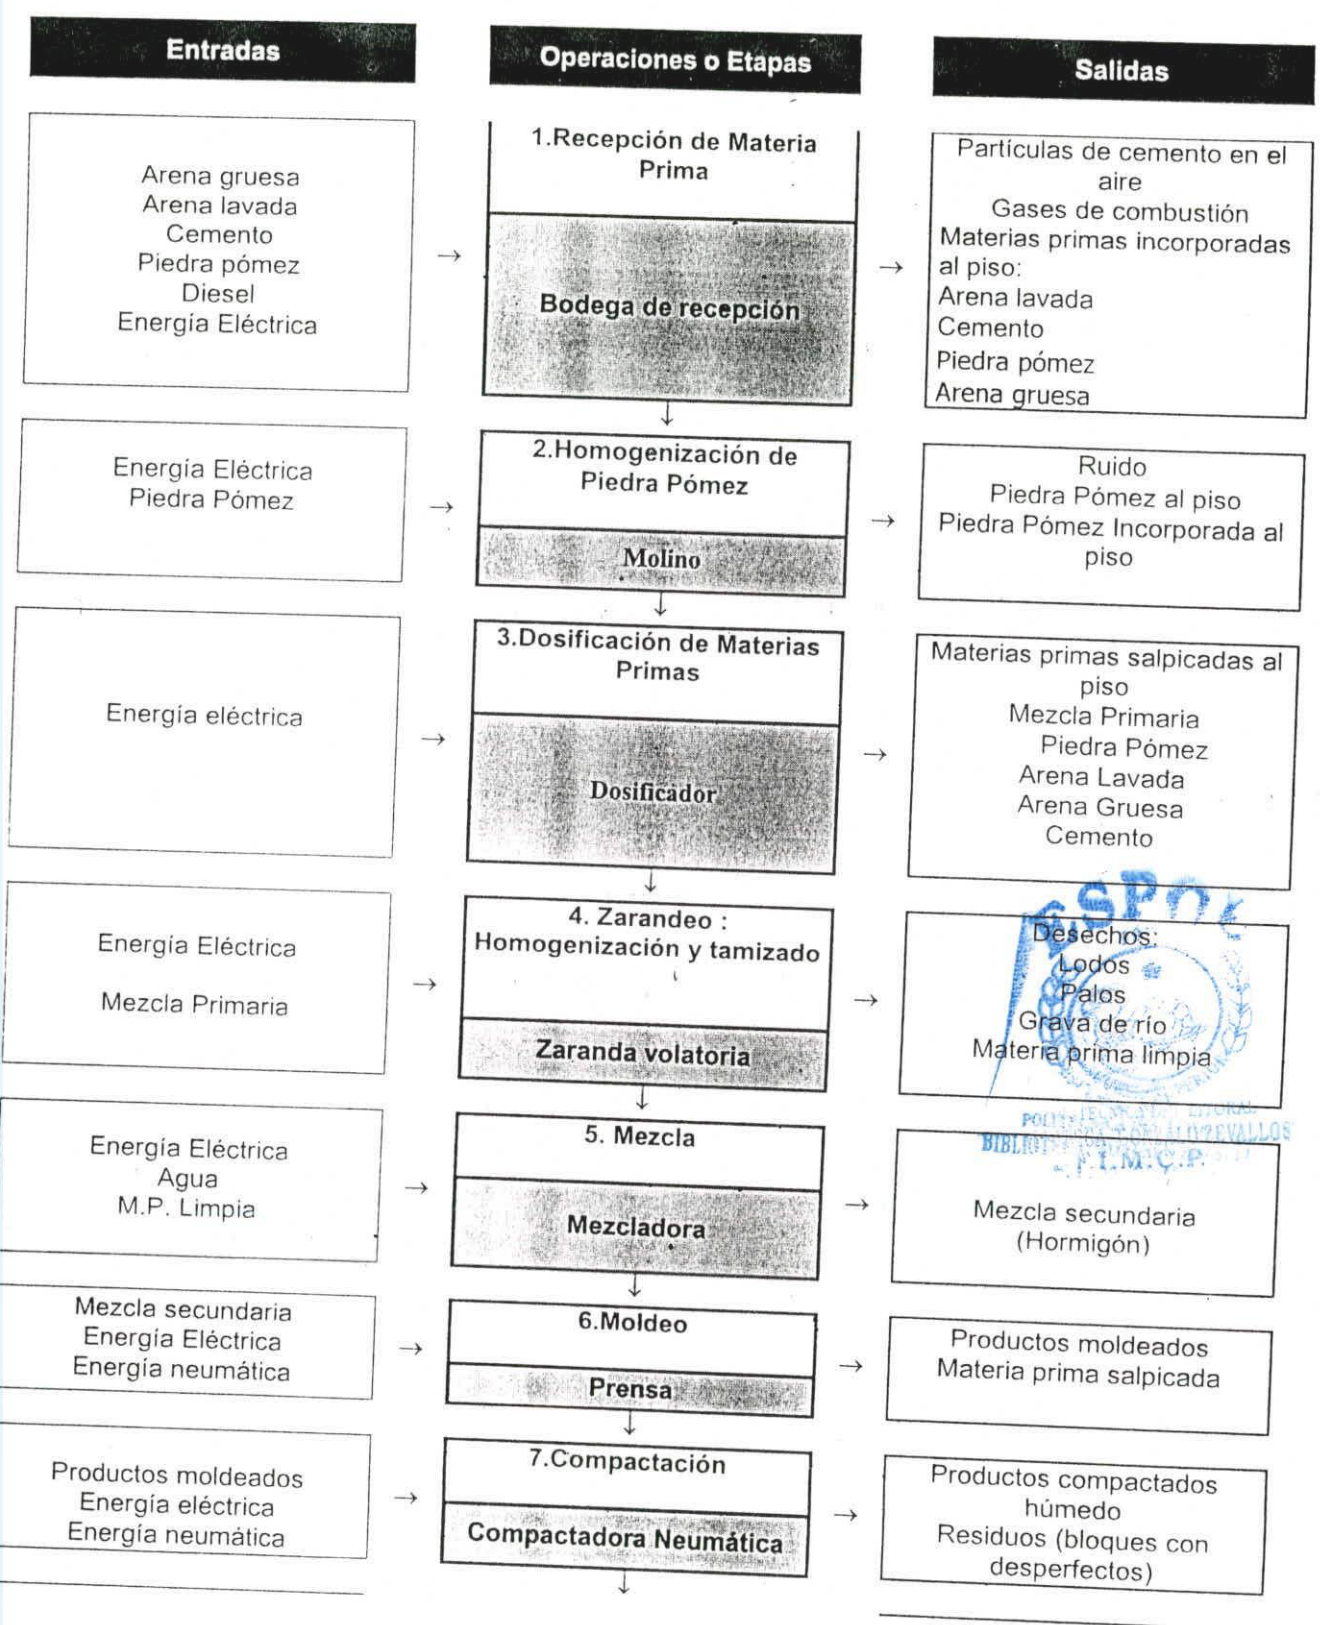 Entradas
Operaciones o Etapas
Salidas
Arena gruesa
Arena lavada
Cemento
Piedra pómez
Diesel
Energía Eléctrica
→
1.Recepción de Materia
Prima
Bodega de recepción
→
Partículas de cemento en el
aire
Gases de combustión
Materias primas incorporadas
al piso:
Arena lavada
Cemento
Piedra pómez
Arena gruesa
↓
Energía Eléctrica
Piedra Pómez
→
2.Homogenización de
Piedra Pómez
Molino
→
Ruido
Piedra Pómez al piso
Piedra Pómez Incorporada al
piso
↓
Energía eléctrica
→
3.Dosificación de Materias
Primas
Dosificador
→
Materias primas salpicadas al
piso
Mezcla Primaria
Piedra Pómez
Arena Lavada
Arena Gruesa
Cemento
↓
Energía Eléctrica
Mezcla Primaria
→
4. Zarandeo :
Homogenización y tamizado
Zaranda volatoria
→
Desechos:
Lodos
Palos
Grava de río
Materia prima limpia
ESPOL
LITORAL
F.I.M.C.P.
↓
Energía Eléctrica
Agua
M.P. Limpia
→
5. Mezcla
Mezcladora
→
Mezcla secundaria
(Hormigón)
↓
Mezcla secundaria
Energía Eléctrica
Energía neumática
→
6.Moldeo
Prensa
→
Productos moldeados
Materia prima salpicada
↓
Productos moldeados
Energía eléctrica
Energía neumática
→
7.Compactación
Compactadora Neumática
→
Productos compactados
húmedo
Residuos (bloques con
desperfectos)
↓